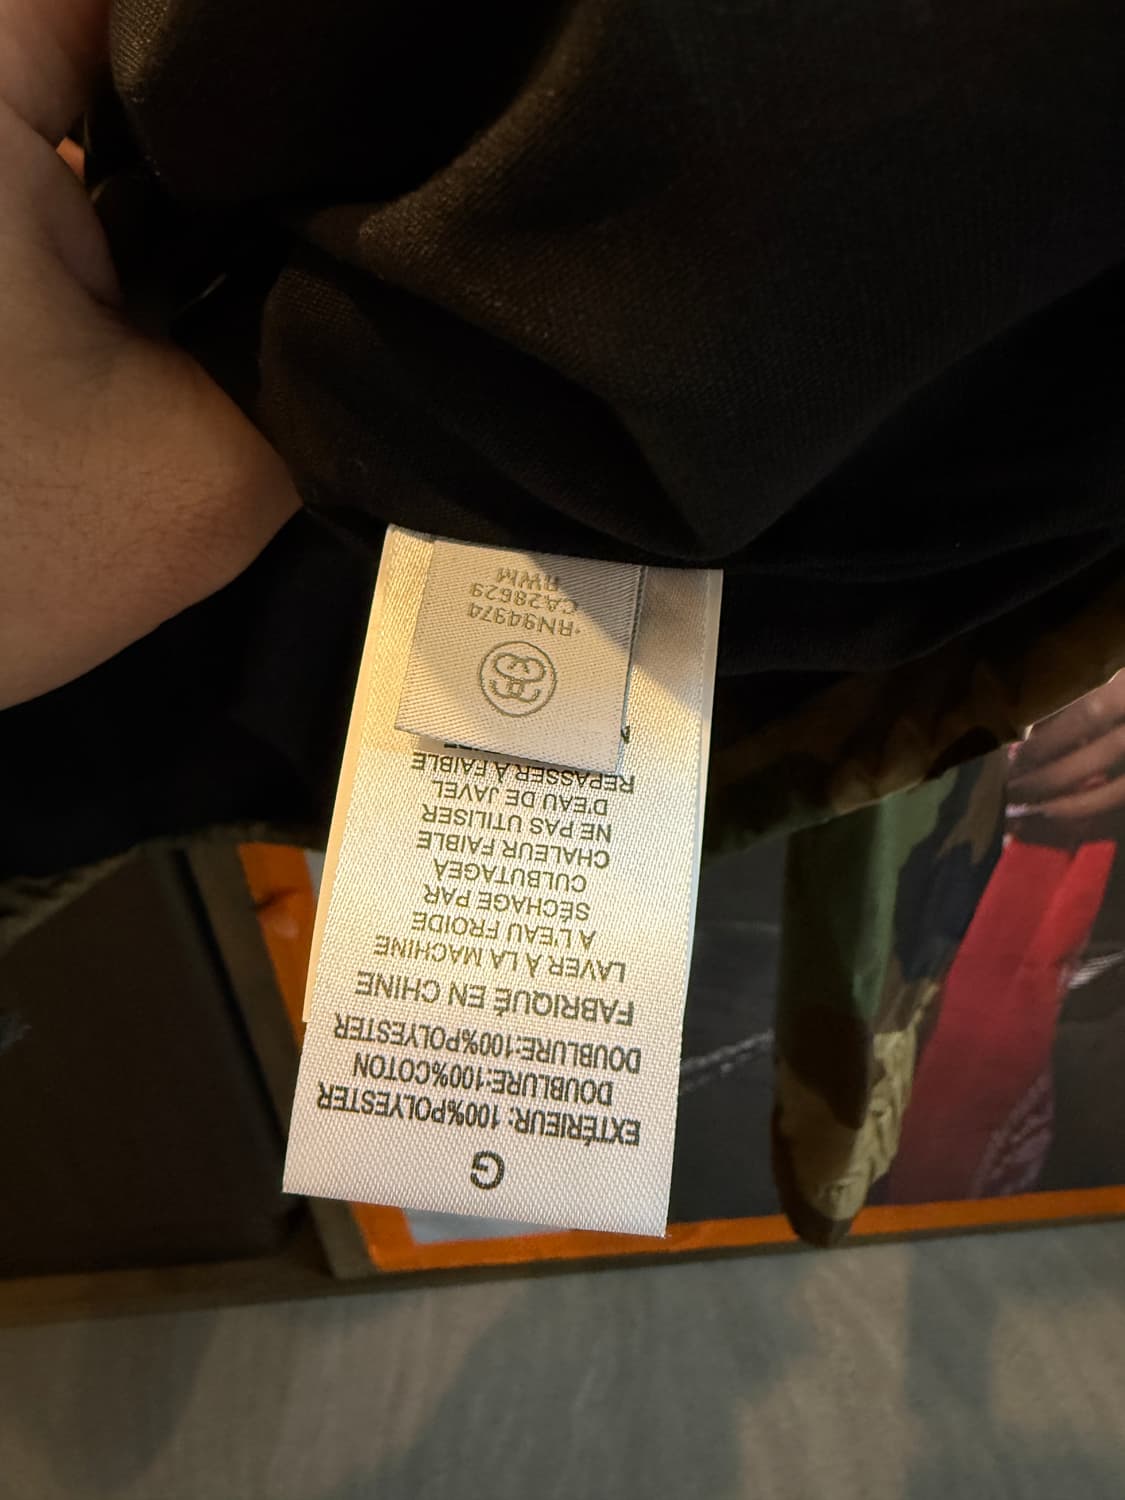 G
EXTÉRIEUR: 100%POLYESTER
DOUBLURE:100%COTON
DOUBLURE:100%POLYESTER
FABRIQUÉ EN CHINE
LAVER À LA MACHINE
A L'EAU FROIDE
SÉCHAGE PAR
CULBUTAGEA
CHALEUR FAIBLE
NE PAS UTILISER
D'EAU DE JAVEL
REPASSER A FAIBLE
RN94974
CA28629